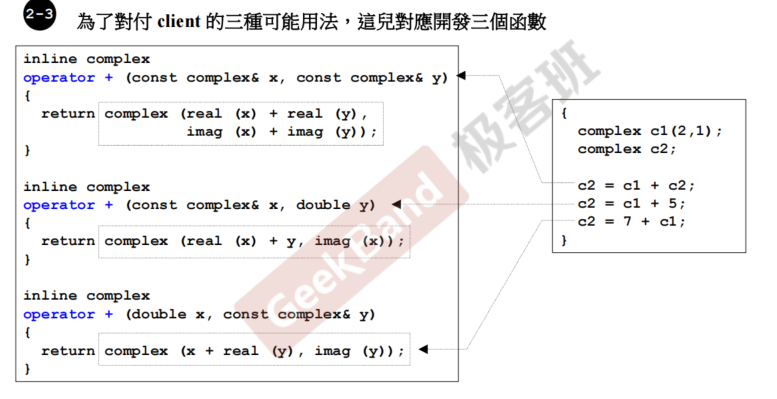 2-3
為了對付 client 的三種可能用法，這兒對應開發三個函數
inline complex
operator + (const complex& x, const complex& y)
{
  return complex (real (x) + real (y),
                  imag (x) + imag (y));
}
inline complex
operator + (const complex& x, double y)
{
  return complex (real (x) + y, imag (x));
}
inline complex
operator + (double x, const complex& y)
{
  return complex (x + real (y), imag (y));
}
{
  complex c1(2,1);
  complex c2;
  c2 = c1 + c2;
  c2 = c1 + 5;
  c2 = 7 + c1;
}
GeekBand 极客班